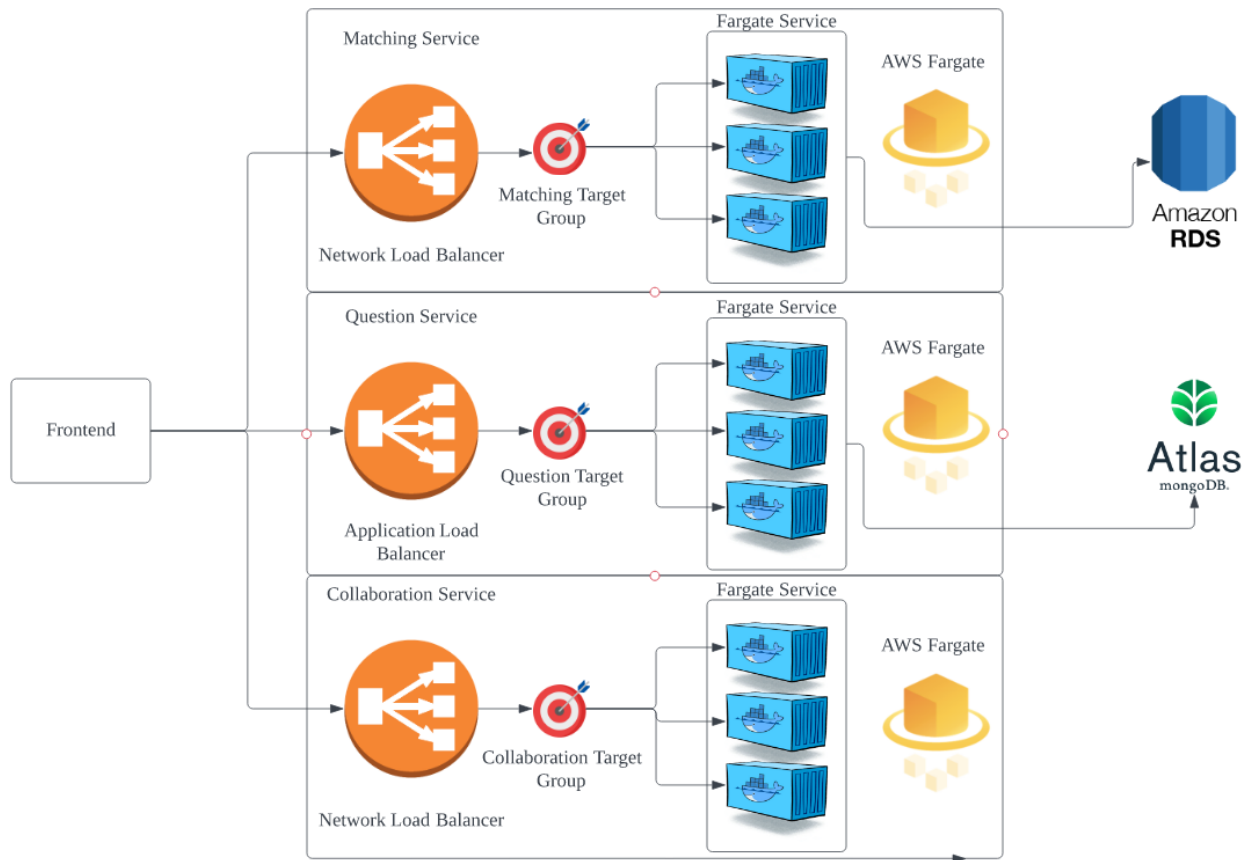 Matching Service
Fargate Service
AWS Fargate
Matching Target
Group
Network Load Balancer
Amazon
RDS
Question Service
Fargate Service
AWS Fargate
Frontend
Question Target
Group
Application Load
Balancer
Atlas
mongoDB.
Collaboration Service
Fargate Service
AWS Fargate
Collaboration Target
Group
Network Load Balancer